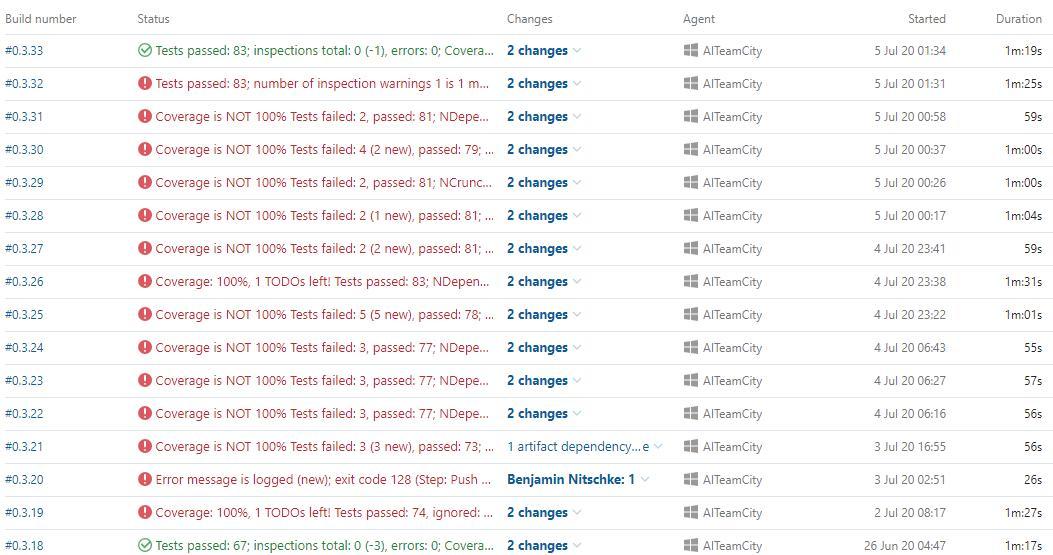 Build number Status Changes Agent Started Duration
#0.3.33 Tests passed: 83; inspections total: 0 (-1), errors: 0; Covera... 2 changes AITeamCity 5 Jul 20 01:34 1m:19s
#0.3.32 Tests passed: 83; number of inspection warnings 1 is 1 m... 2 changes AITeamCity 5 Jul 20 01:31 1m:25s
#0.3.31 Coverage is NOT 100% Tests failed: 2, passed: 81; NDepe... 2 changes AITeamCity 5 Jul 20 00:58 59s
#0.3.30 Coverage is NOT 100% Tests failed: 4 (2 new), passed: 79; ... 2 changes AITeamCity 5 Jul 20 00:37 1m:00s
#0.3.29 Coverage is NOT 100% Tests failed: 2, passed: 81; NCrunc... 2 changes AITeamCity 5 Jul 20 00:26 1m:00s
#0.3.28 Coverage is NOT 100% Tests failed: 2 (1 new), passed: 81; ... 2 changes AITeamCity 5 Jul 20 00:17 1m:04s
#0.3.27 Coverage is NOT 100% Tests failed: 2 (2 new), passed: 81; ... 2 changes AITeamCity 4 Jul 20 23:41 59s
#0.3.26 Coverage: 100%, 1 TODOs left! Tests passed: 83; NDepen... 2 changes AITeamCity 4 Jul 20 23:38 1m:31s
#0.3.25 Coverage is NOT 100% Tests failed: 5 (5 new), passed: 78; ... 2 changes AITeamCity 4 Jul 20 23:22 1m:01s
#0.3.24 Coverage is NOT 100% Tests failed: 3, passed: 77; NDepe... 2 changes AITeamCity 4 Jul 20 06:43 55s
#0.3.23 Coverage is NOT 100% Tests failed: 3, passed: 77; NDepe... 2 changes AITeamCity 4 Jul 20 06:27 57s
#0.3.22 Coverage is NOT 100% Tests failed: 3, passed: 77; NDepe... 2 changes AITeamCity 4 Jul 20 06:16 56s
#0.3.21 Coverage is NOT 100% Tests failed: 3 (3 new), passed: 73; ... 1 artifact dependency...e AITeamCity 3 Jul 20 16:55 56s
#0.3.20 Error message is logged (new); exit code 128 (Step: Push ... Benjamin Nitschke: 1 AITeamCity 3 Jul 20 02:51 26s
#0.3.19 Coverage: 100%, 1 TODOs left! Tests passed: 74, ignored: ... 2 changes AITeamCity 2 Jul 20 08:17 1m:27s
#0.3.18 Tests passed: 67; inspections total: 0 (-3), errors: 0; Covera... 2 changes AITeamCity 26 Jun 20 04:47 1m:17s